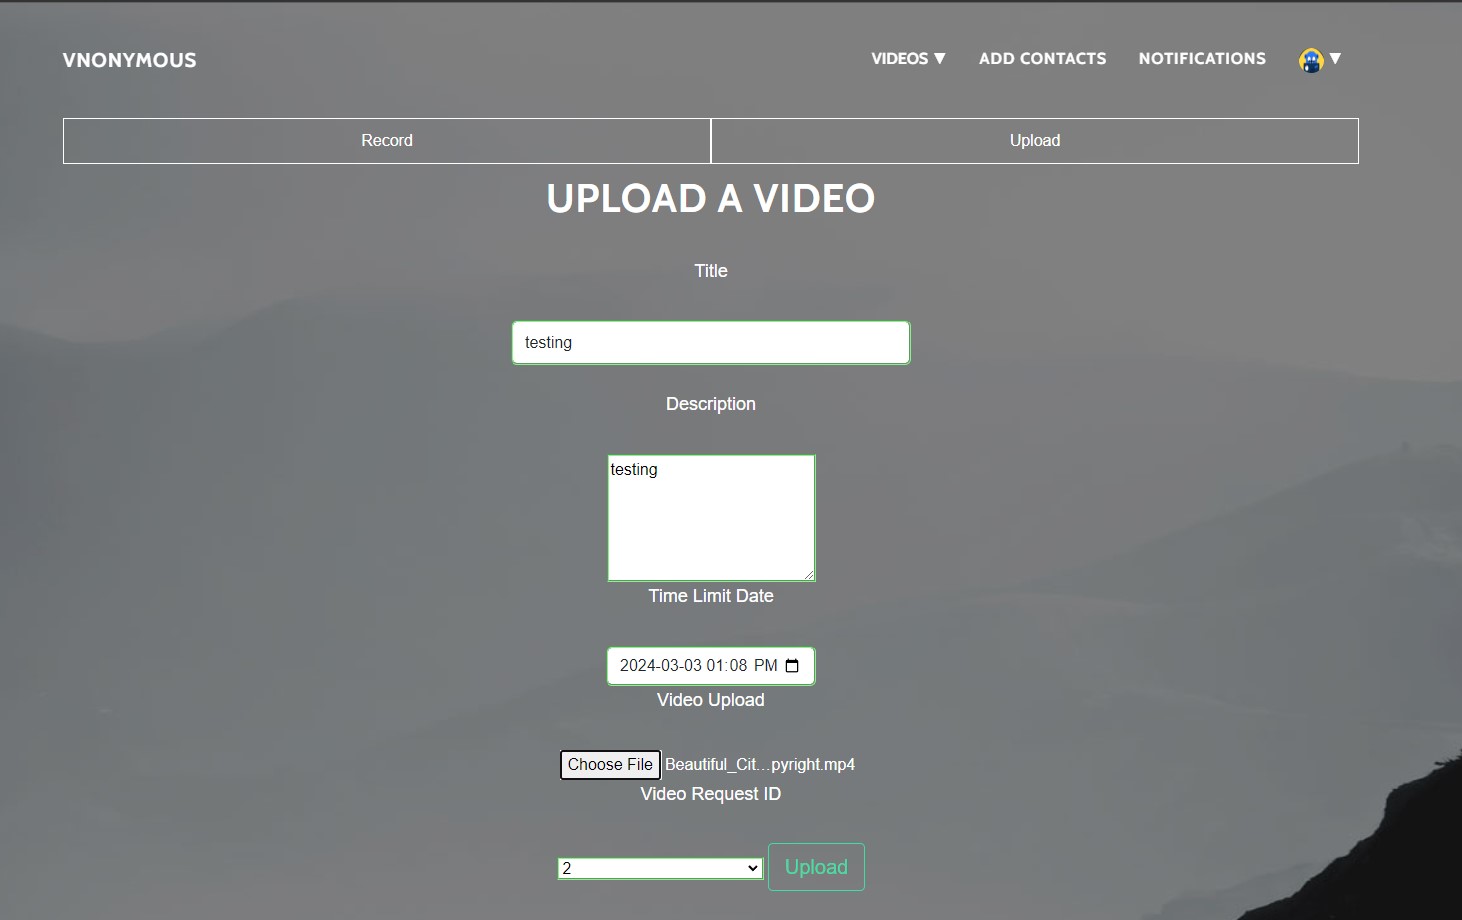 VNONYMOUS
VIDEOS ▼ ADD CONTACTS NOTIFICATIONS ▼
Record Upload
UPLOAD A VIDEO
Title
testing
Description
testing
Time Limit Date
2024-03-03 01:08 PM
Video Upload
Choose File Beautiful_Cit...pyright.mp4
Video Request ID
2 Upload